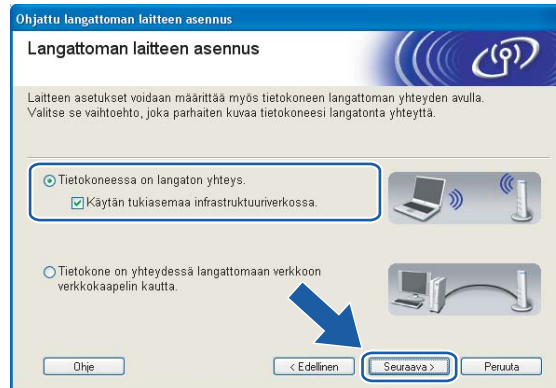 Ohjattu langattoman laitteen asennus
Langattoman laitteen asennus
Laitteen asetukset voidaan määrittää myös tietokoneen langattoman yhteyden avulla.
Valitse se vaihtoehto, joka parhaiten kuvaa tietokoneesi langatonta yhteyttä.
Tietokoneessa on langaton yhteys.
Käytän tukiasemaa infrastruktuuriverkossa.
Tietokone on yhteydessä langattomaan verkkoon
verkkokaapelin kautta.
Ohje
< Edellinen
Seuraava >
Peruuta